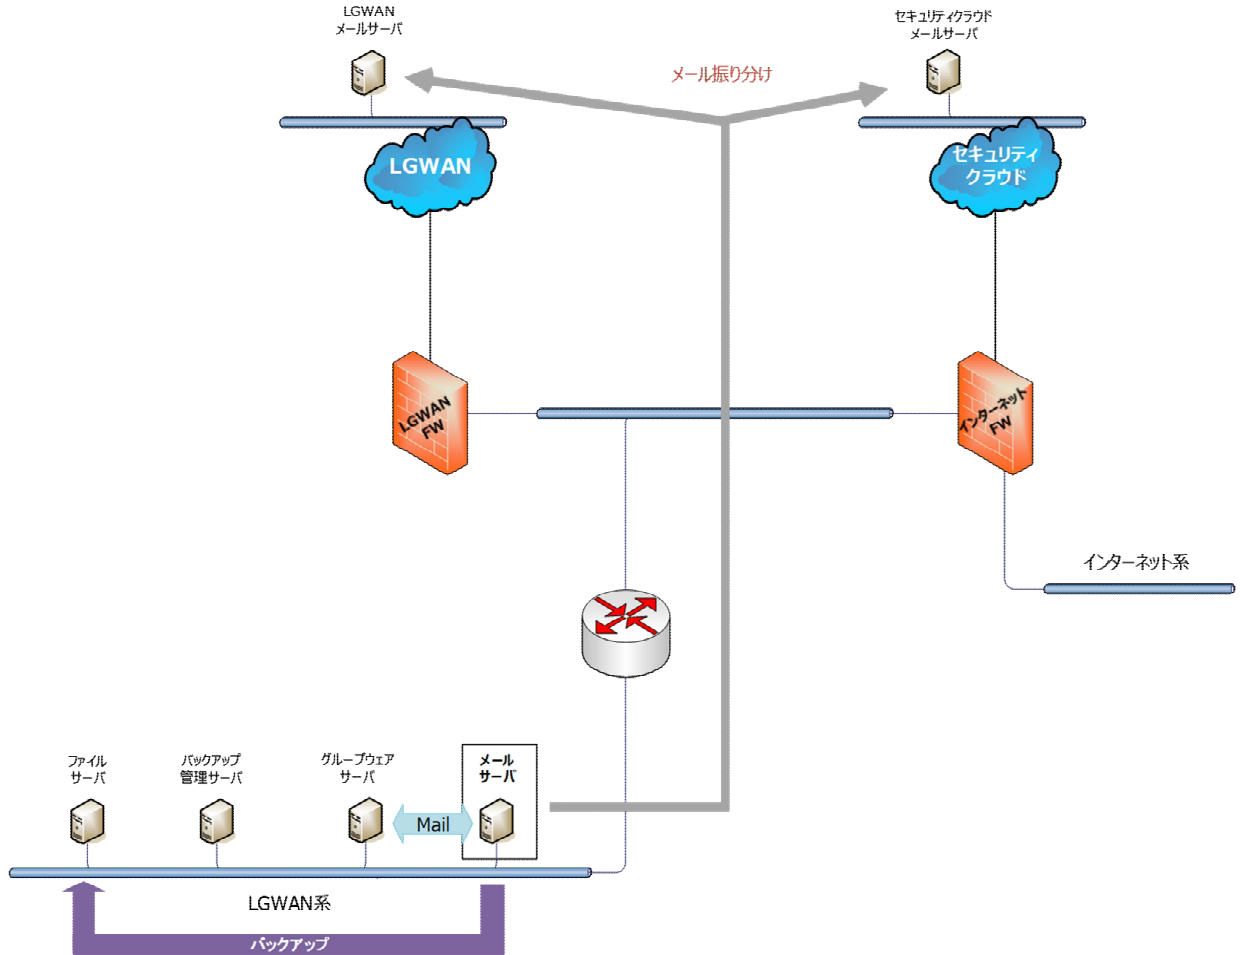 LGWAN
メールサーバ
セキュリティクラウド
メールサーバ
メール振り分け
LGWAN
セキュリティ
クラウド
LGWAN
FW
インターネット
FW
インターネット系
ファイル
サーバ
バックアップ
管理サーバ
グループウェア
サーバ
メール
サーバ
Mail
LGWAN系
バックアップ